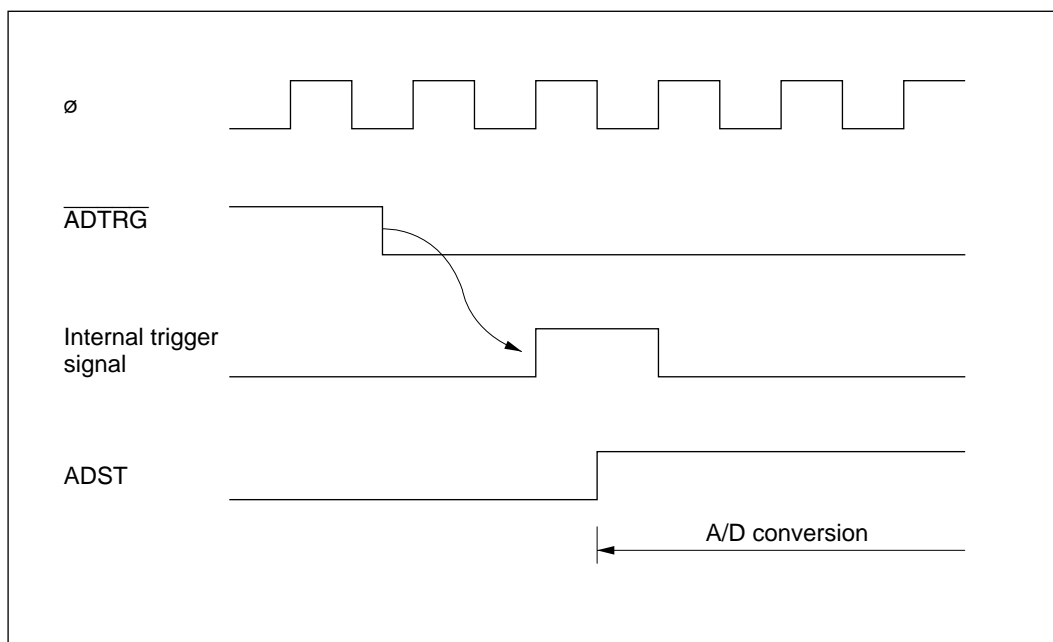 ø
ADTRG
Internal trigger
signal
ADST
A/D conversion